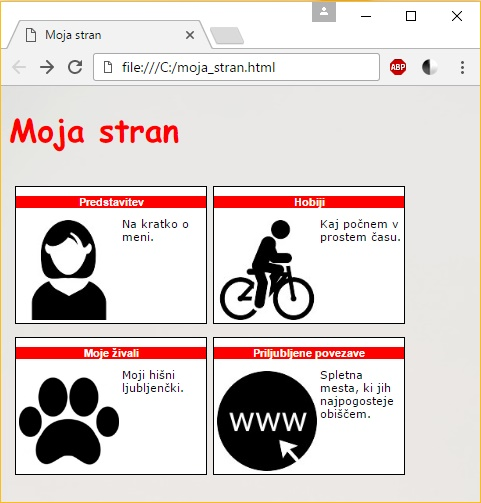 Moja stran
file:///C:/moja_stran.html
ABP
Moja stran
Predstavitev
Na kratko o
meni.
Hobiji
Kaj počnem v
prostem času.
Moje živali
Moji hišni
ljubljenčki.
Priljubljene povezave
www
Spletna
mesta, ki jih
najpogosteje
obiščem.